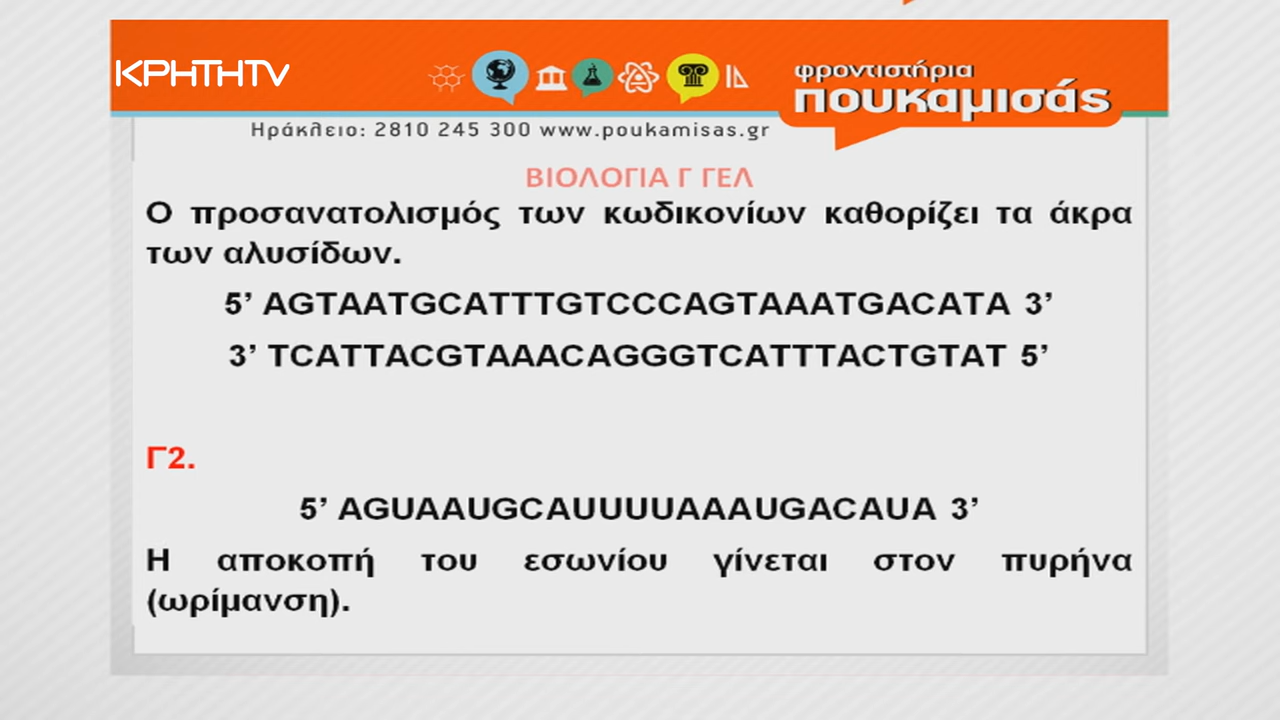 ΚΡΗΤΗTV
φροντιστήρια
πουκαμισάς
Ηράκλειο: 2810 245 300 www.poukamisas.gr
ΒΙΟΛΟΓΙΑ Γ ΓΕΛ
Ο προσανατολισμός των κωδικονίων καθορίζει τα άκρα
των αλυσίδων.
5’ AGTAATGCATTTGTCCCAGTAAATGACATA 3’
3’ TCATTACGTAAACAGGGTCATTTACTGTAT 5’
Γ2.
5’ AGUAAUGCAUUUUAAAUGACAUA 3’
Η αποκοπή του εσωνίου γίνεται στον πυρήνα
(ωρίμανση).